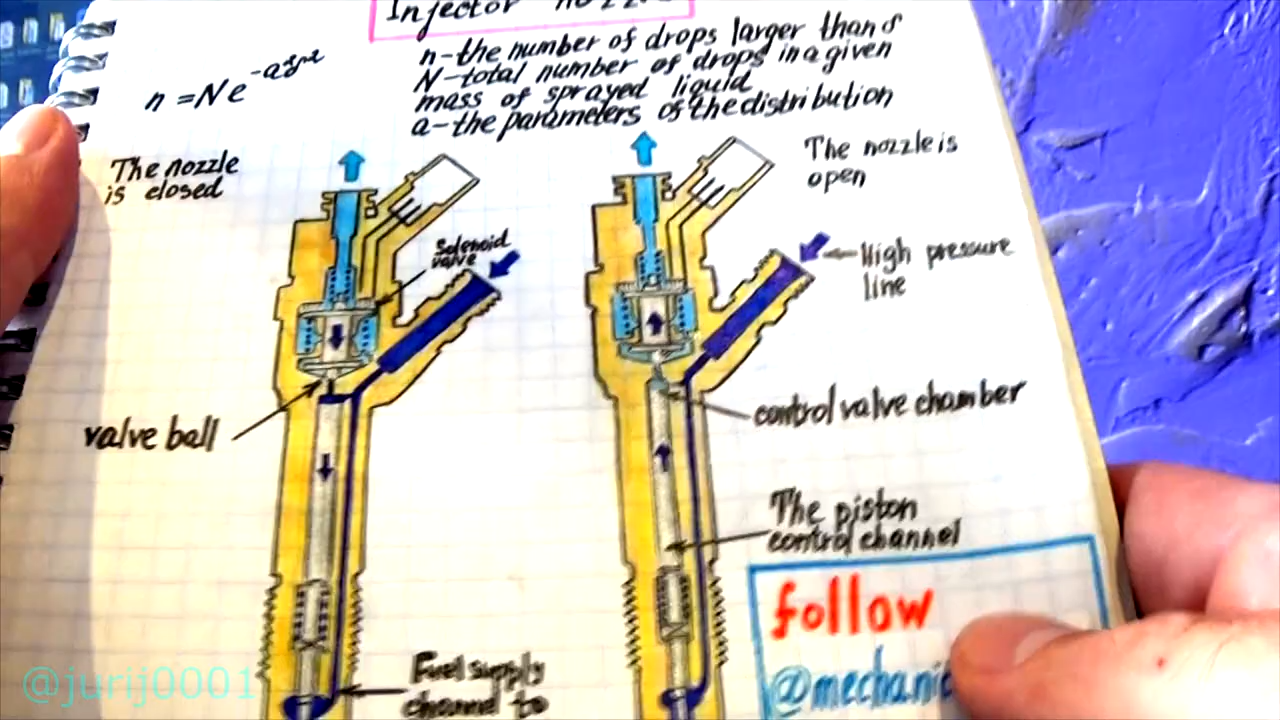 Injector
n=Ne
n-the number of drops larger than δ
N-total number of drops in a given
mass of sprayed liquid
a-the parameters of the distribution
The nozzle
is closed
The nozzle is
open
Solenoid
valve
High pressure
line
valve ball
control valve chamber
The piston
control channel
Fuel supply
channel to
follow
@mechanic
@jurij0001